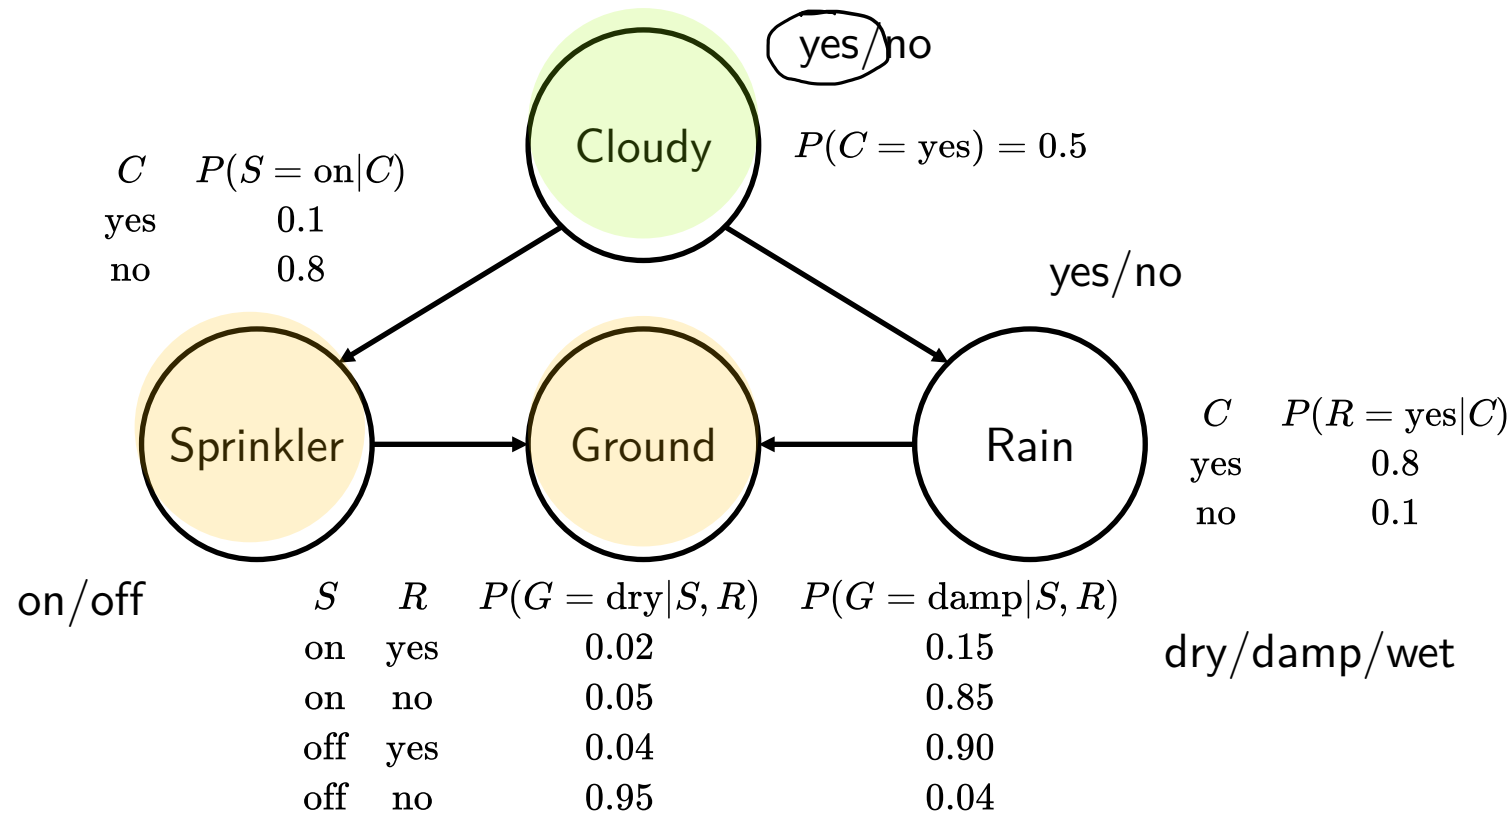 yes/no
Cloudy
P(C = yes) = 0.5
C P(S = on|C)
yes 0.1
no 0.8
yes/no
Sprinkler
Ground
Rain
C P(R = yes|C)
yes 0.8
no 0.1
on/off
S R P(G = dry|S, R) P(G = damp|S, R)
on yes 0.02 0.15
on no 0.05 0.85
off yes 0.04 0.90
off no 0.95 0.04
dry/damp/wet